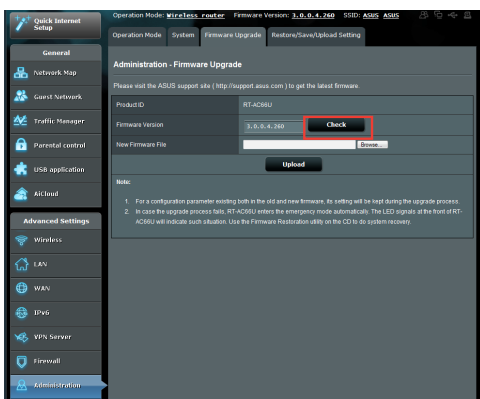 Quick Internet
Setup
Operation Mode: Wireless router Firmware Version: 3.0.0.4.260 SSID: ASUS ASUS
Operation Mode System Firmware Upgrade Restore/Save/Upload Setting
General
Network Map
Guest Network
Traffic Manager
Parental control
USB application
AiCloud
Advanced Settings
Wireless
LAN
WAN
IPv6
VPN Server
Firewall
Administration
Administration - Firmware Upgrade
Please visit the ASUS support site ( http://support.asus.com ) to get the latest firmware.
Product ID RT-AC66U
Firmware Version 3.0.0.4.260 Check
New Firmware File Browse...
Upload
Note:
1. For a configuration parameter existing both in the old and new firmware, its setting will be kept during the upgrade process.
2. In case the upgrade process fails, RT-AC66U enters the emergency mode automatically. The LED signals at the front of RT-
AC66U will indicate such situation. Use the Firmware Restoration utility on the CD to do system recovery.